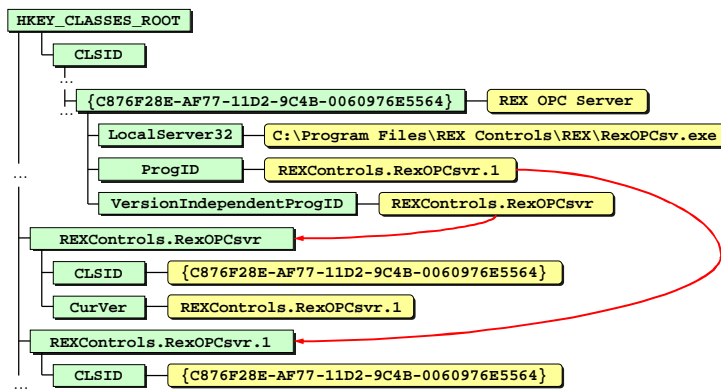 HKEY_CLASSES_ROOT
CLSID
...
...
{C876F28E-AF77-11D2-9C4B-0060976E5564} REX OPC Server
LocalServer32 C:\Program Files\REX Controls\REX\RexOPCsv.exe
... ProgID REXControls.RexOPCsvr.1
VersionIndependentProgID REXControls.RexOPCsvr
REXControls.RexOPCsvr
CLSID {C876F28E-AF77-11D2-9C4B-0060976E5564}
CurVer REXControls.RexOPCsvr.1
REXControls.RexOPCsvr.1
CLSID {C876F28E-AF77-11D2-9C4B-0060976E5564}
...